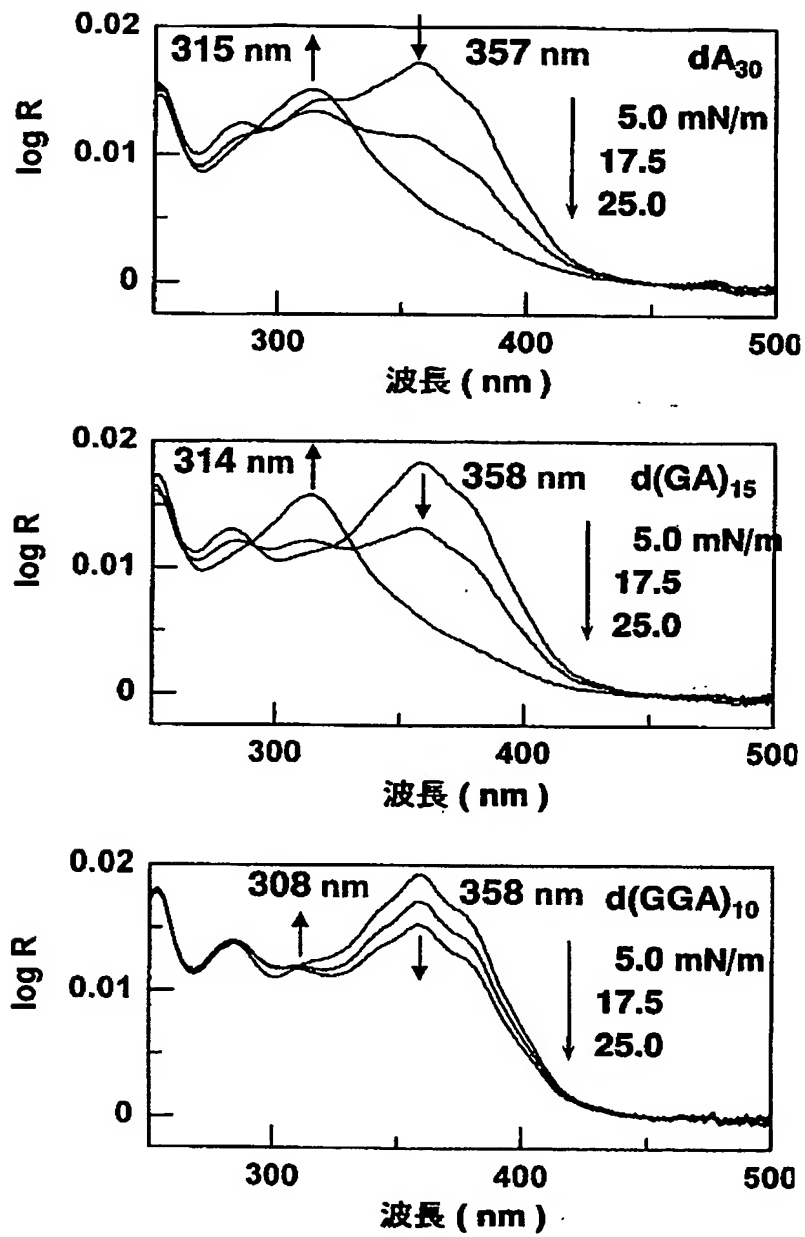 0.02
315 nm
357 nm
dA30
5.0 mN/m
17.5
25.0
log R
0.01
0
300
400
500
波長 ( nm )
0.02
314 nm
358 nm
d(GA)15
5.0 mN/m
17.5
25.0
log R
0.01
0
300
400
500
波長 ( nm )
0.02
308 nm
358 nm
d(GGA)10
5.0 mN/m
17.5
25.0
log R
0.01
0
300
400
500
波長 ( nm )